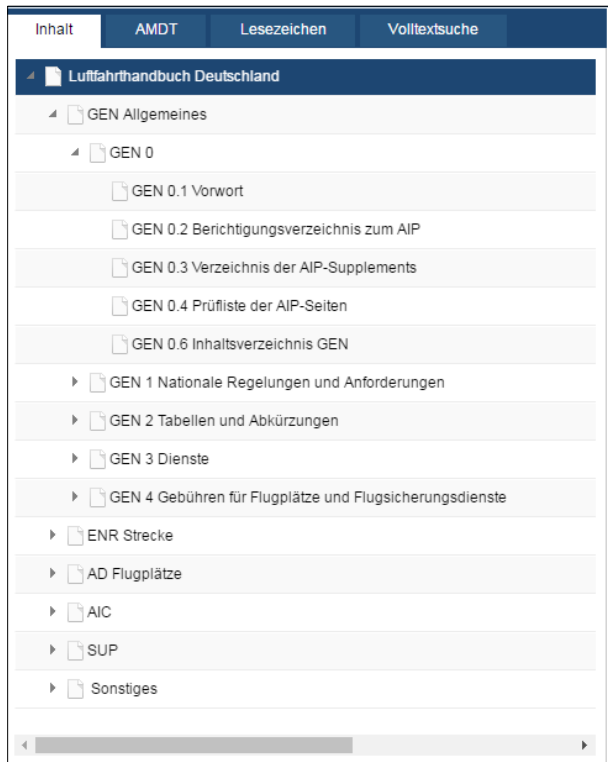 Inhalt AMDT Lesezeichen Volltextsuche
Luftfahrthandbuch Deutschland
GEN Allgemeines
GEN 0
GEN 0.1 Vorwort
GEN 0.2 Berichtigungsverzeichnis zum AIP
GEN 0.3 Verzeichnis der AIP-Supplements
GEN 0.4 Prüfliste der AIP-Seiten
GEN 0.6 Inhaltsverzeichnis GEN
GEN 1 Nationale Regelungen und Anforderungen
GEN 2 Tabellen und Abkürzungen
GEN 3 Dienste
GEN 4 Gebühren für Flugplätze und Flugsicherungsdienste
ENR Strecke
AD Flugplätze
AIC
SUP
Sonstiges